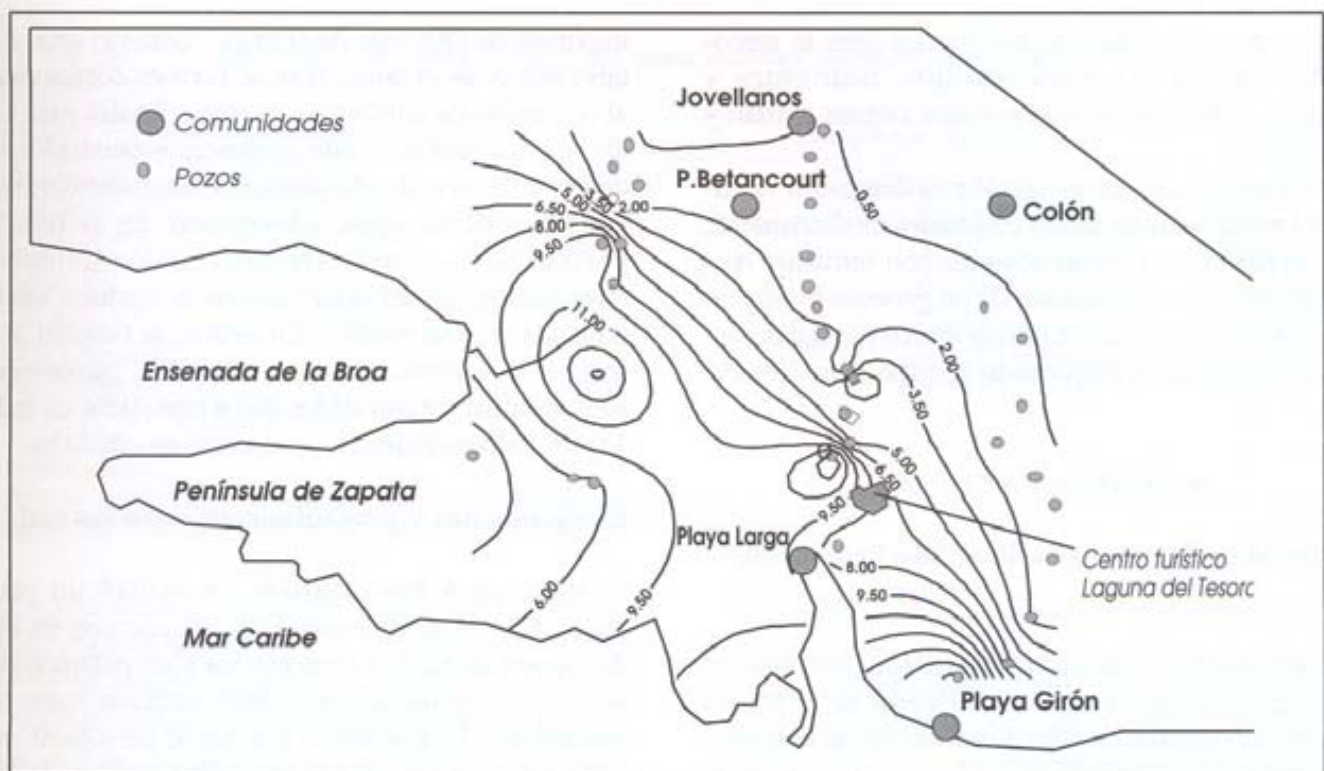 Jovellanos
Comunidades
Pozos
P.Betancourt
Colón
0.50
5.00
3.50
2.00
6.50
8.00
9.50
11.00
2.00
3.50
Ensenada de la Broa
5.00
6.50
9.50
Península de Zapata
Playa Larga
8.00
9.50
Centro turístico
Laguna del Tesoro
6.00
9.50
Mar Caribe
Playa Girón